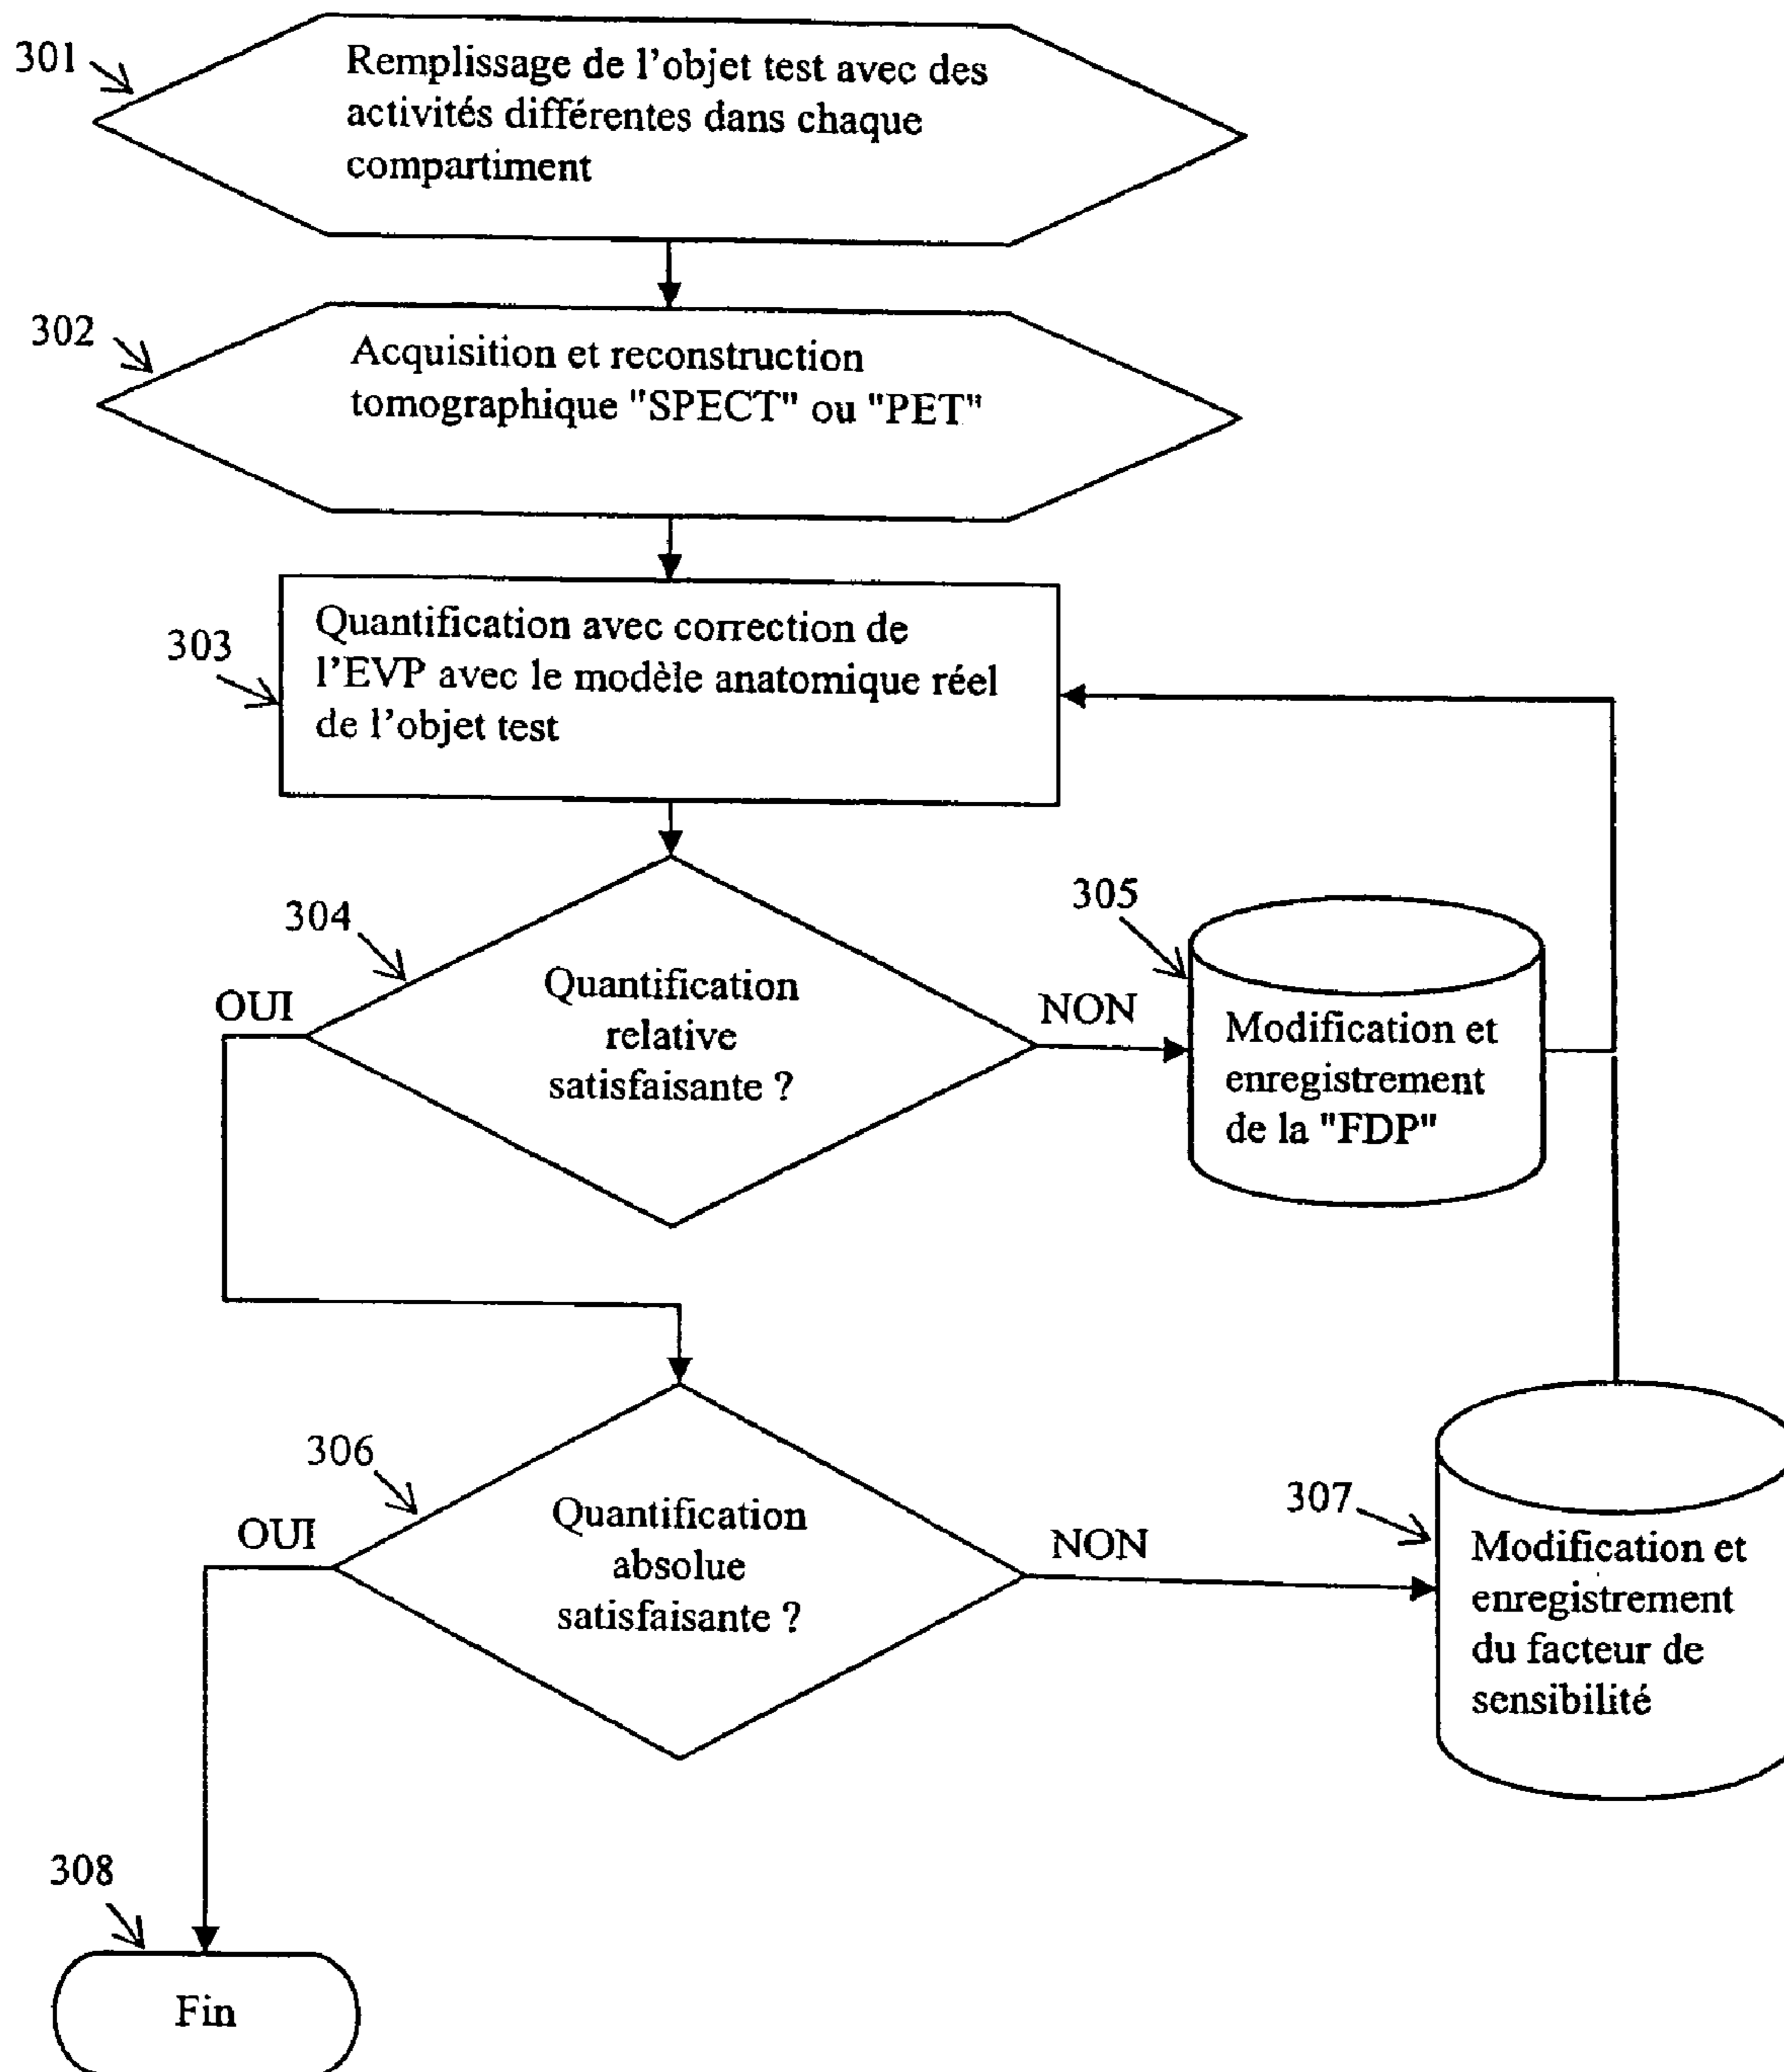 301
Remplissage de l'objet test avec des
activités différentes dans chaque
compartiment
302
Acquisition et reconstruction
tomographique "SPECT" ou "PET"
303
Quantification avec correction de
l'EVP avec le modèle anatomique réel
de l'objet test
304
OUI
Quantification
relative
satisfaisante ?
NON
305
Modification et
enregistrement
de la "FDP"
306
OUI
Quantification
absolue
satisfaisante ?
NON
307
Modification et
enregistrement
du facteur de
sensibilité
308
Fin